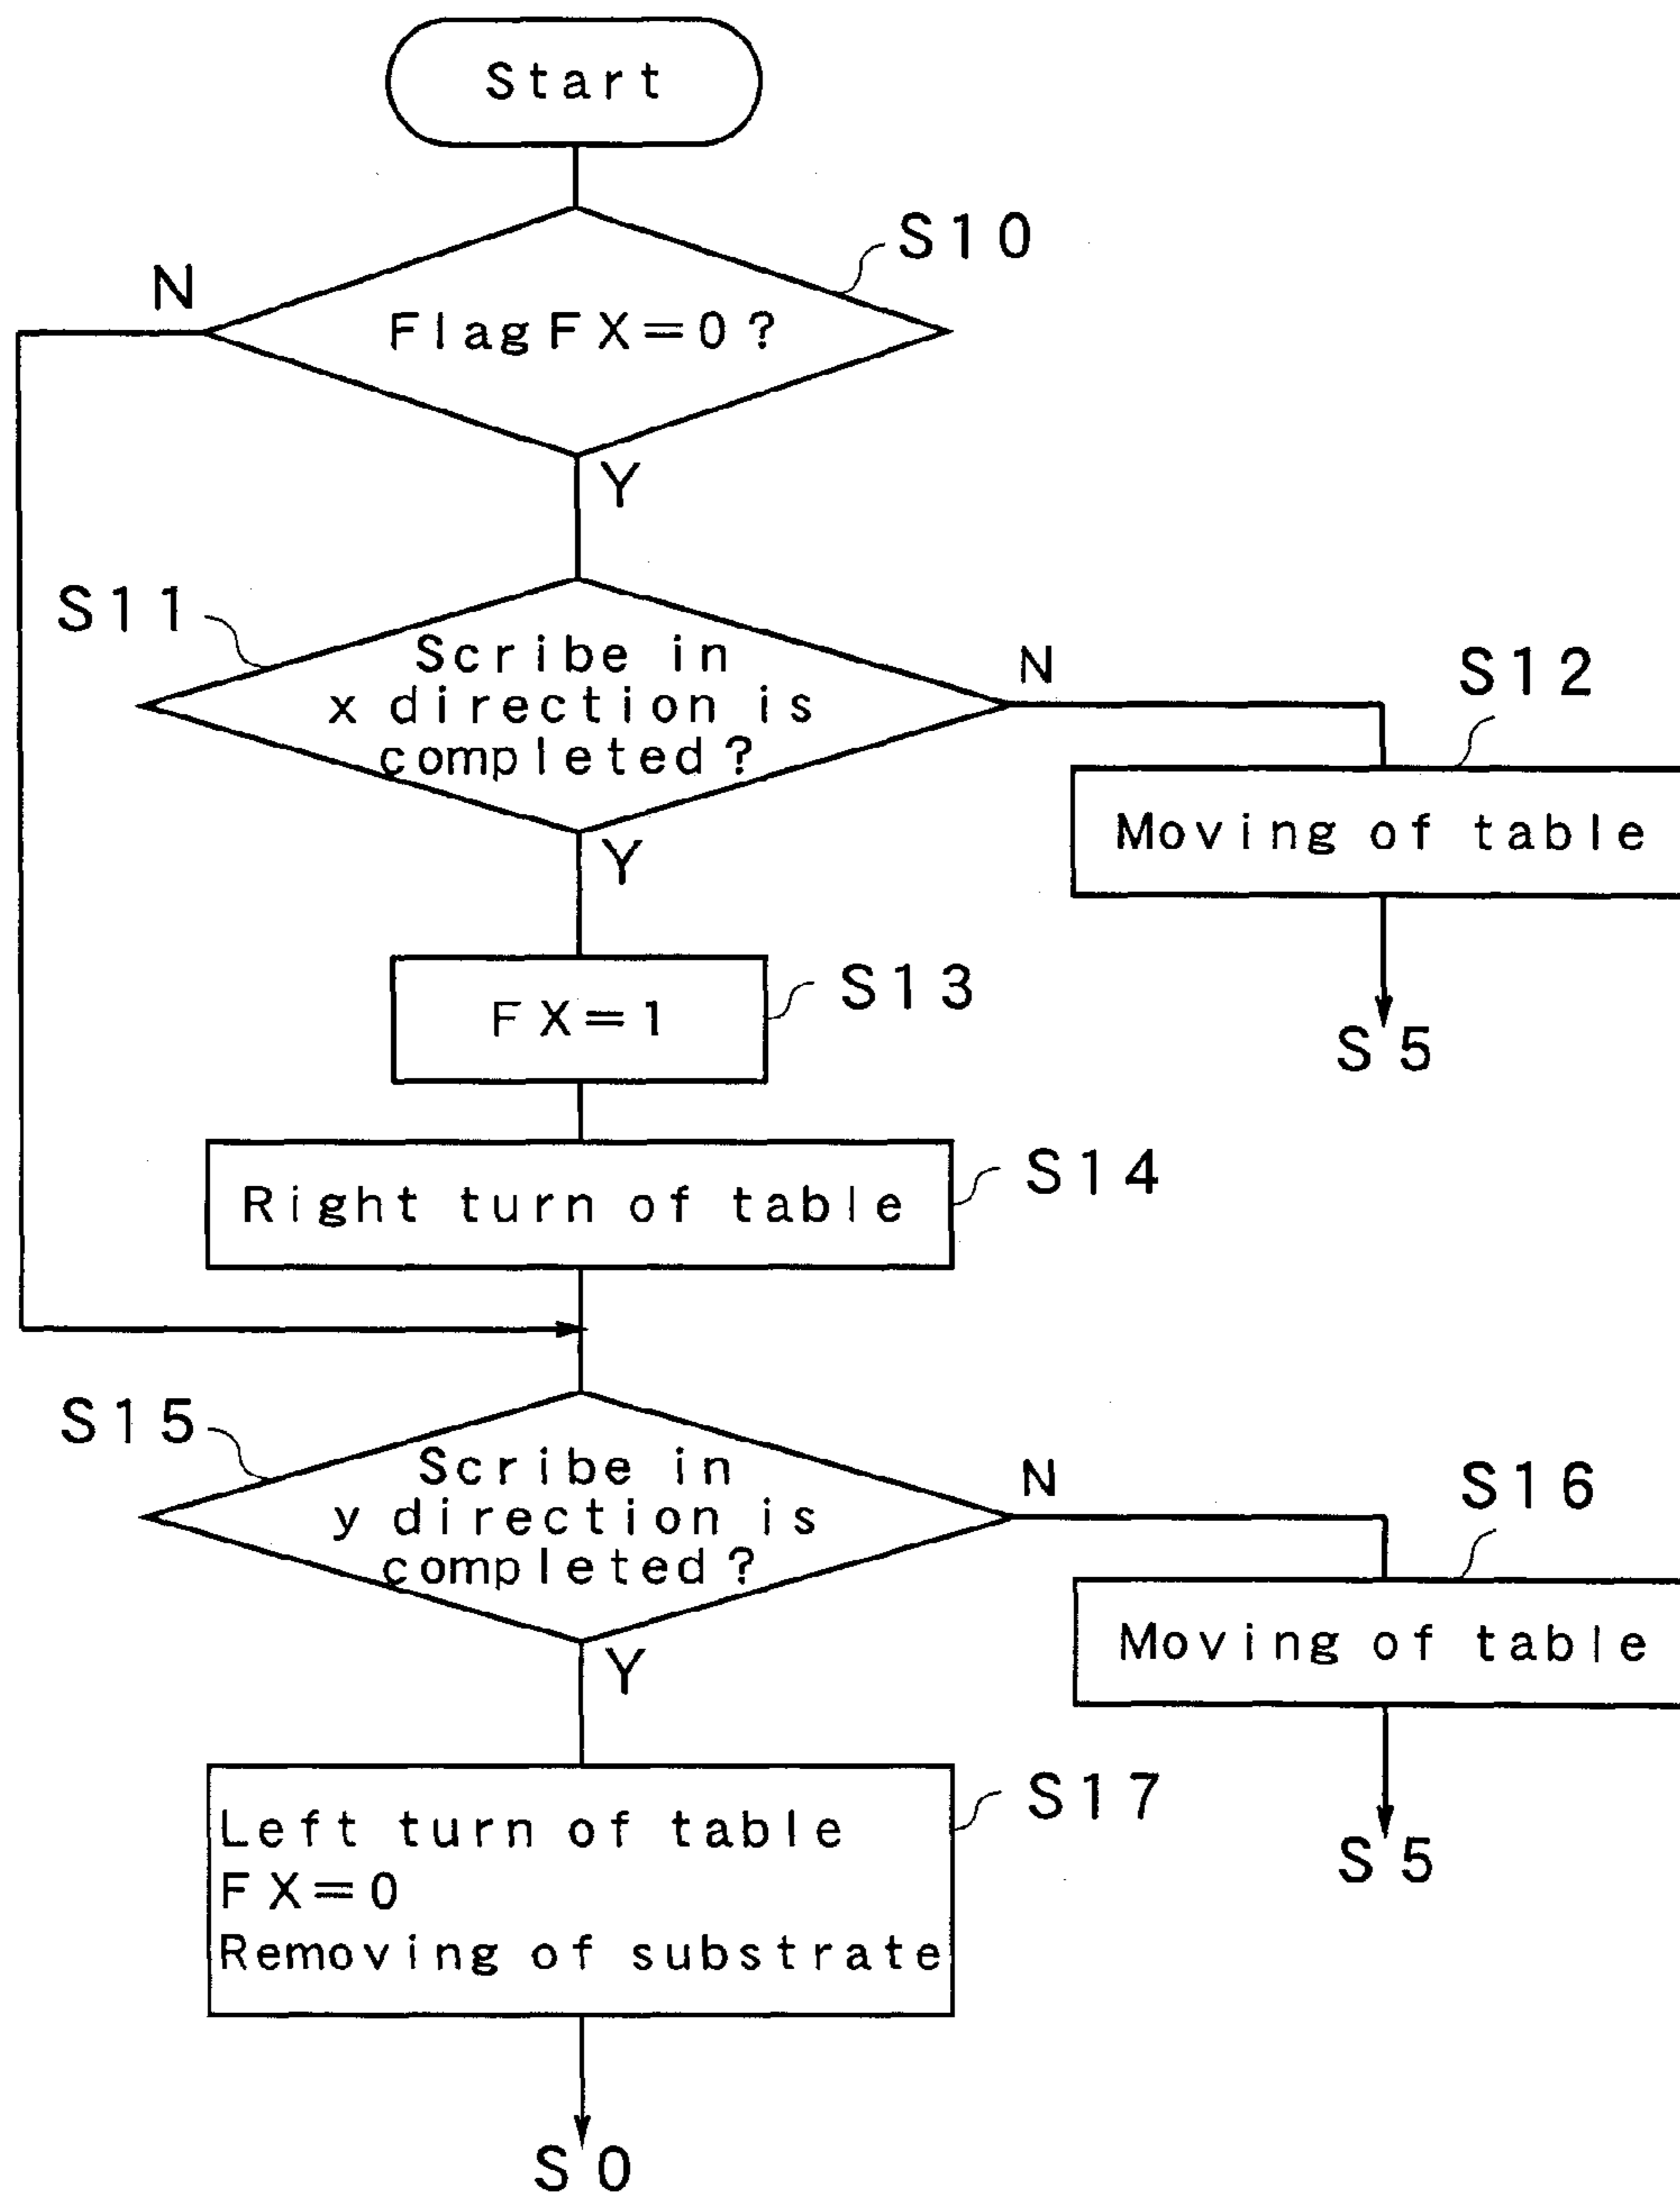 Start
S10
N
FlagFX=0?
Y
S11
Scribe in
x direction is
completed?
N
S12
Moving of table
Y
S13
FX=1
S5
S14
Right turn of table
S15
Scribe in
y direction is
completed?
N
S16
Moving of table
Y
S17
Left turn of table
FX=0
Removing of substrate
S5
S0